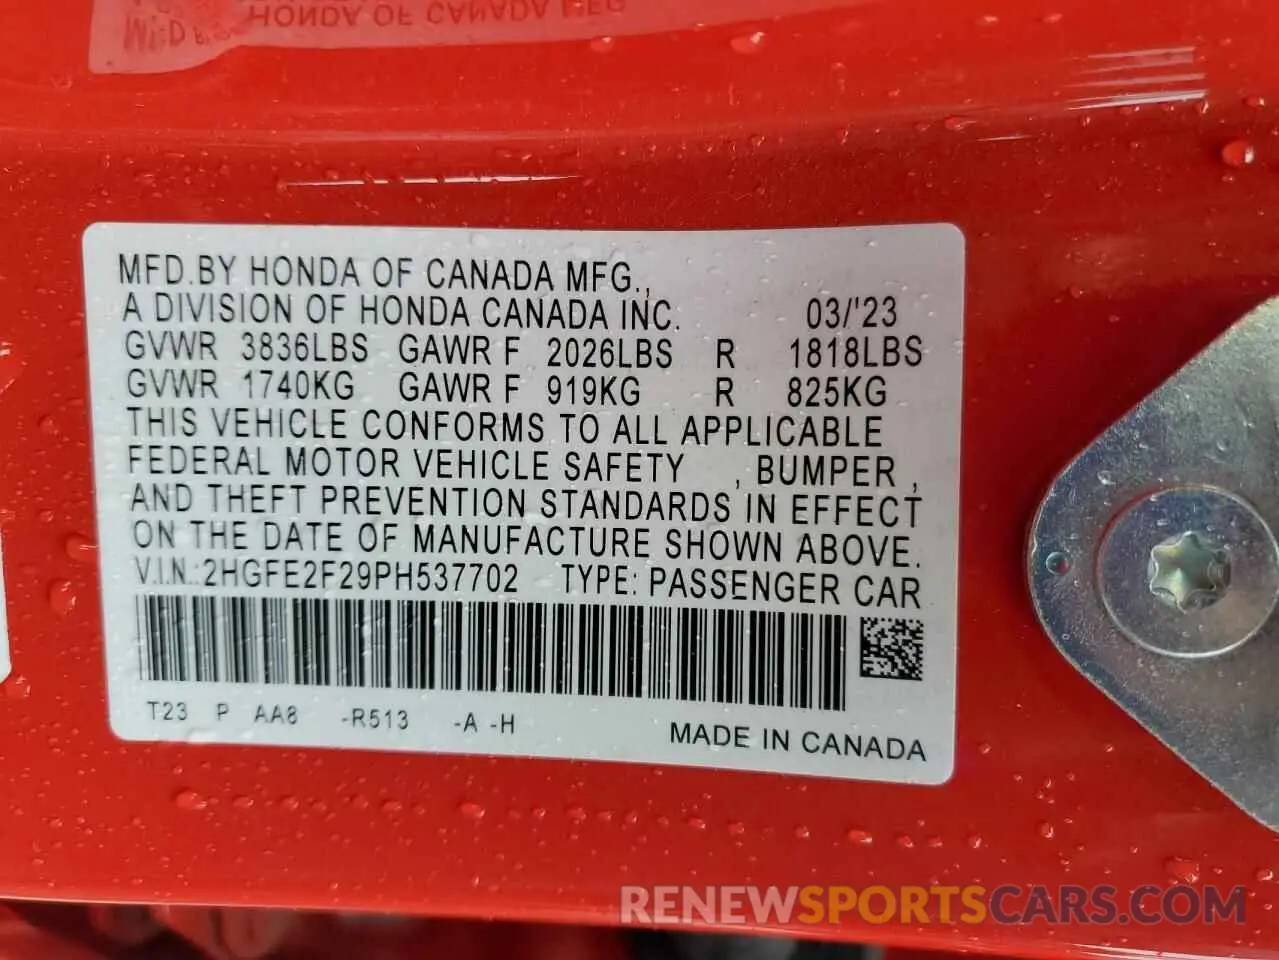 MFD.BY HONDA OF CANADA MFG.,
A DIVISION OF HONDA CANADA INC. 03/'23
GVWR 3836LBS GAWR F 2026LBS R 1818LBS
GVWR 1740KG GAWR F 919KG R 825KG
THIS VEHICLE CONFORMS TO ALL APPLICABLE
FEDERAL MOTOR VEHICLE SAFETY , BUMPER ,
AND THEFT PREVENTION STANDARDS IN EFFECT
ON THE DATE OF MANUFACTURE SHOWN ABOVE.
V.I.N.:2HGFE2F29PH537702 TYPE: PASSENGER CAR
T23 P AA8 -R513 -A -H
MADE IN CANADA
RENEWSPORTSCARS.COM